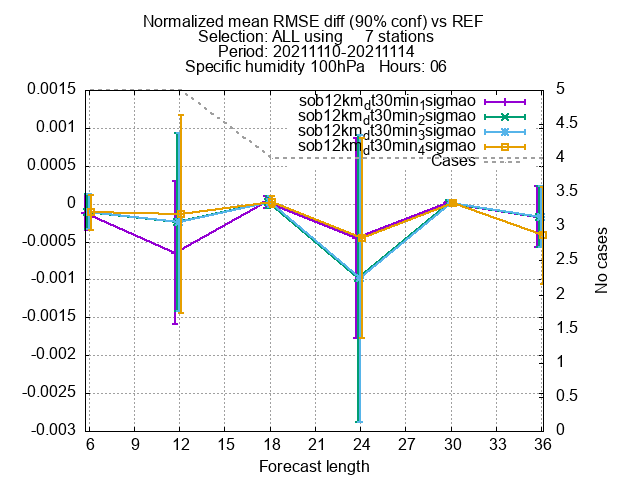 Normalized mean RMSE diff (90% conf) vs REF
Selection: ALL using 7 stations
Period: 20211110-20211114
Specific humidity 100hPa Hours: 06
sob12km_dt30min_1sigmao
sob12km_dt30min_2sigmao
sob12km_dt30min_3sigmao
sob12km_dt30min_4sigmao
Cases
0.0015
0.001
0.0005
0
-0.0005
-0.001
-0.0015
-0.002
-0.0025
-0.003
5
4.5
4
3.5
3
2.5
2
1.5
1
0.5
0
No cases
6 9 12 15 18 21 24 27 30 33 36
Forecast length